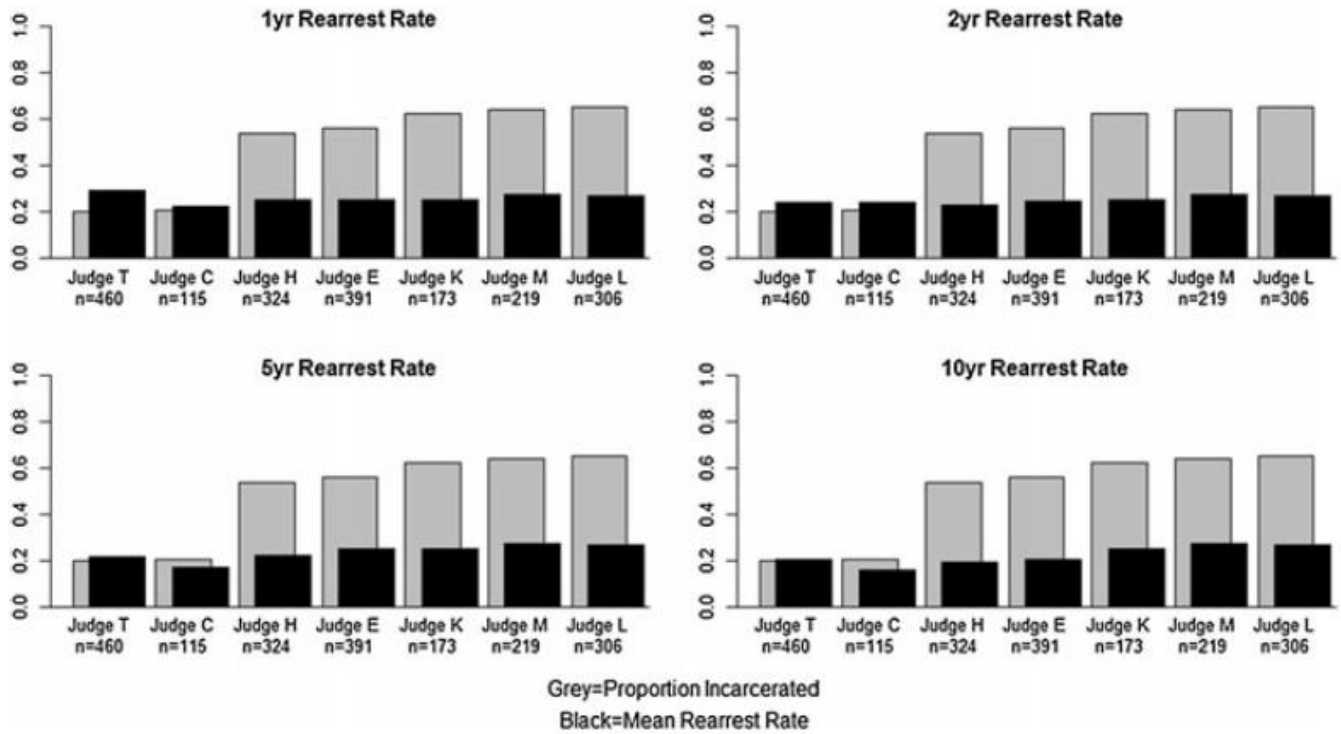 1yr Rearrest Rate
1.0
0.8
0.6
0.4
0.2
0.0
Judge T Judge C Judge H Judge E Judge K Judge M Judge L
n=460 n=115 n=324 n=391 n=173 n=219 n=306
2yr Rearrest Rate
1.0
0.8
0.6
0.4
0.2
0.0
Judge T Judge C Judge H Judge E Judge K Judge M Judge L
n=460 n=115 n=324 n=391 n=173 n=219 n=306
5yr Rearrest Rate
1.0
0.8
0.6
0.4
0.2
0.0
Judge T Judge C Judge H Judge E Judge K Judge M Judge L
n=460 n=115 n=324 n=391 n=173 n=219 n=306
10yr Rearrest Rate
1.0
0.8
0.6
0.4
0.2
0.0
Judge T Judge C Judge H Judge E Judge K Judge M Judge L
n=460 n=115 n=324 n=391 n=173 n=219 n=306
Grey=Proportion Incarcerated
Black=Mean Rearrest Rate